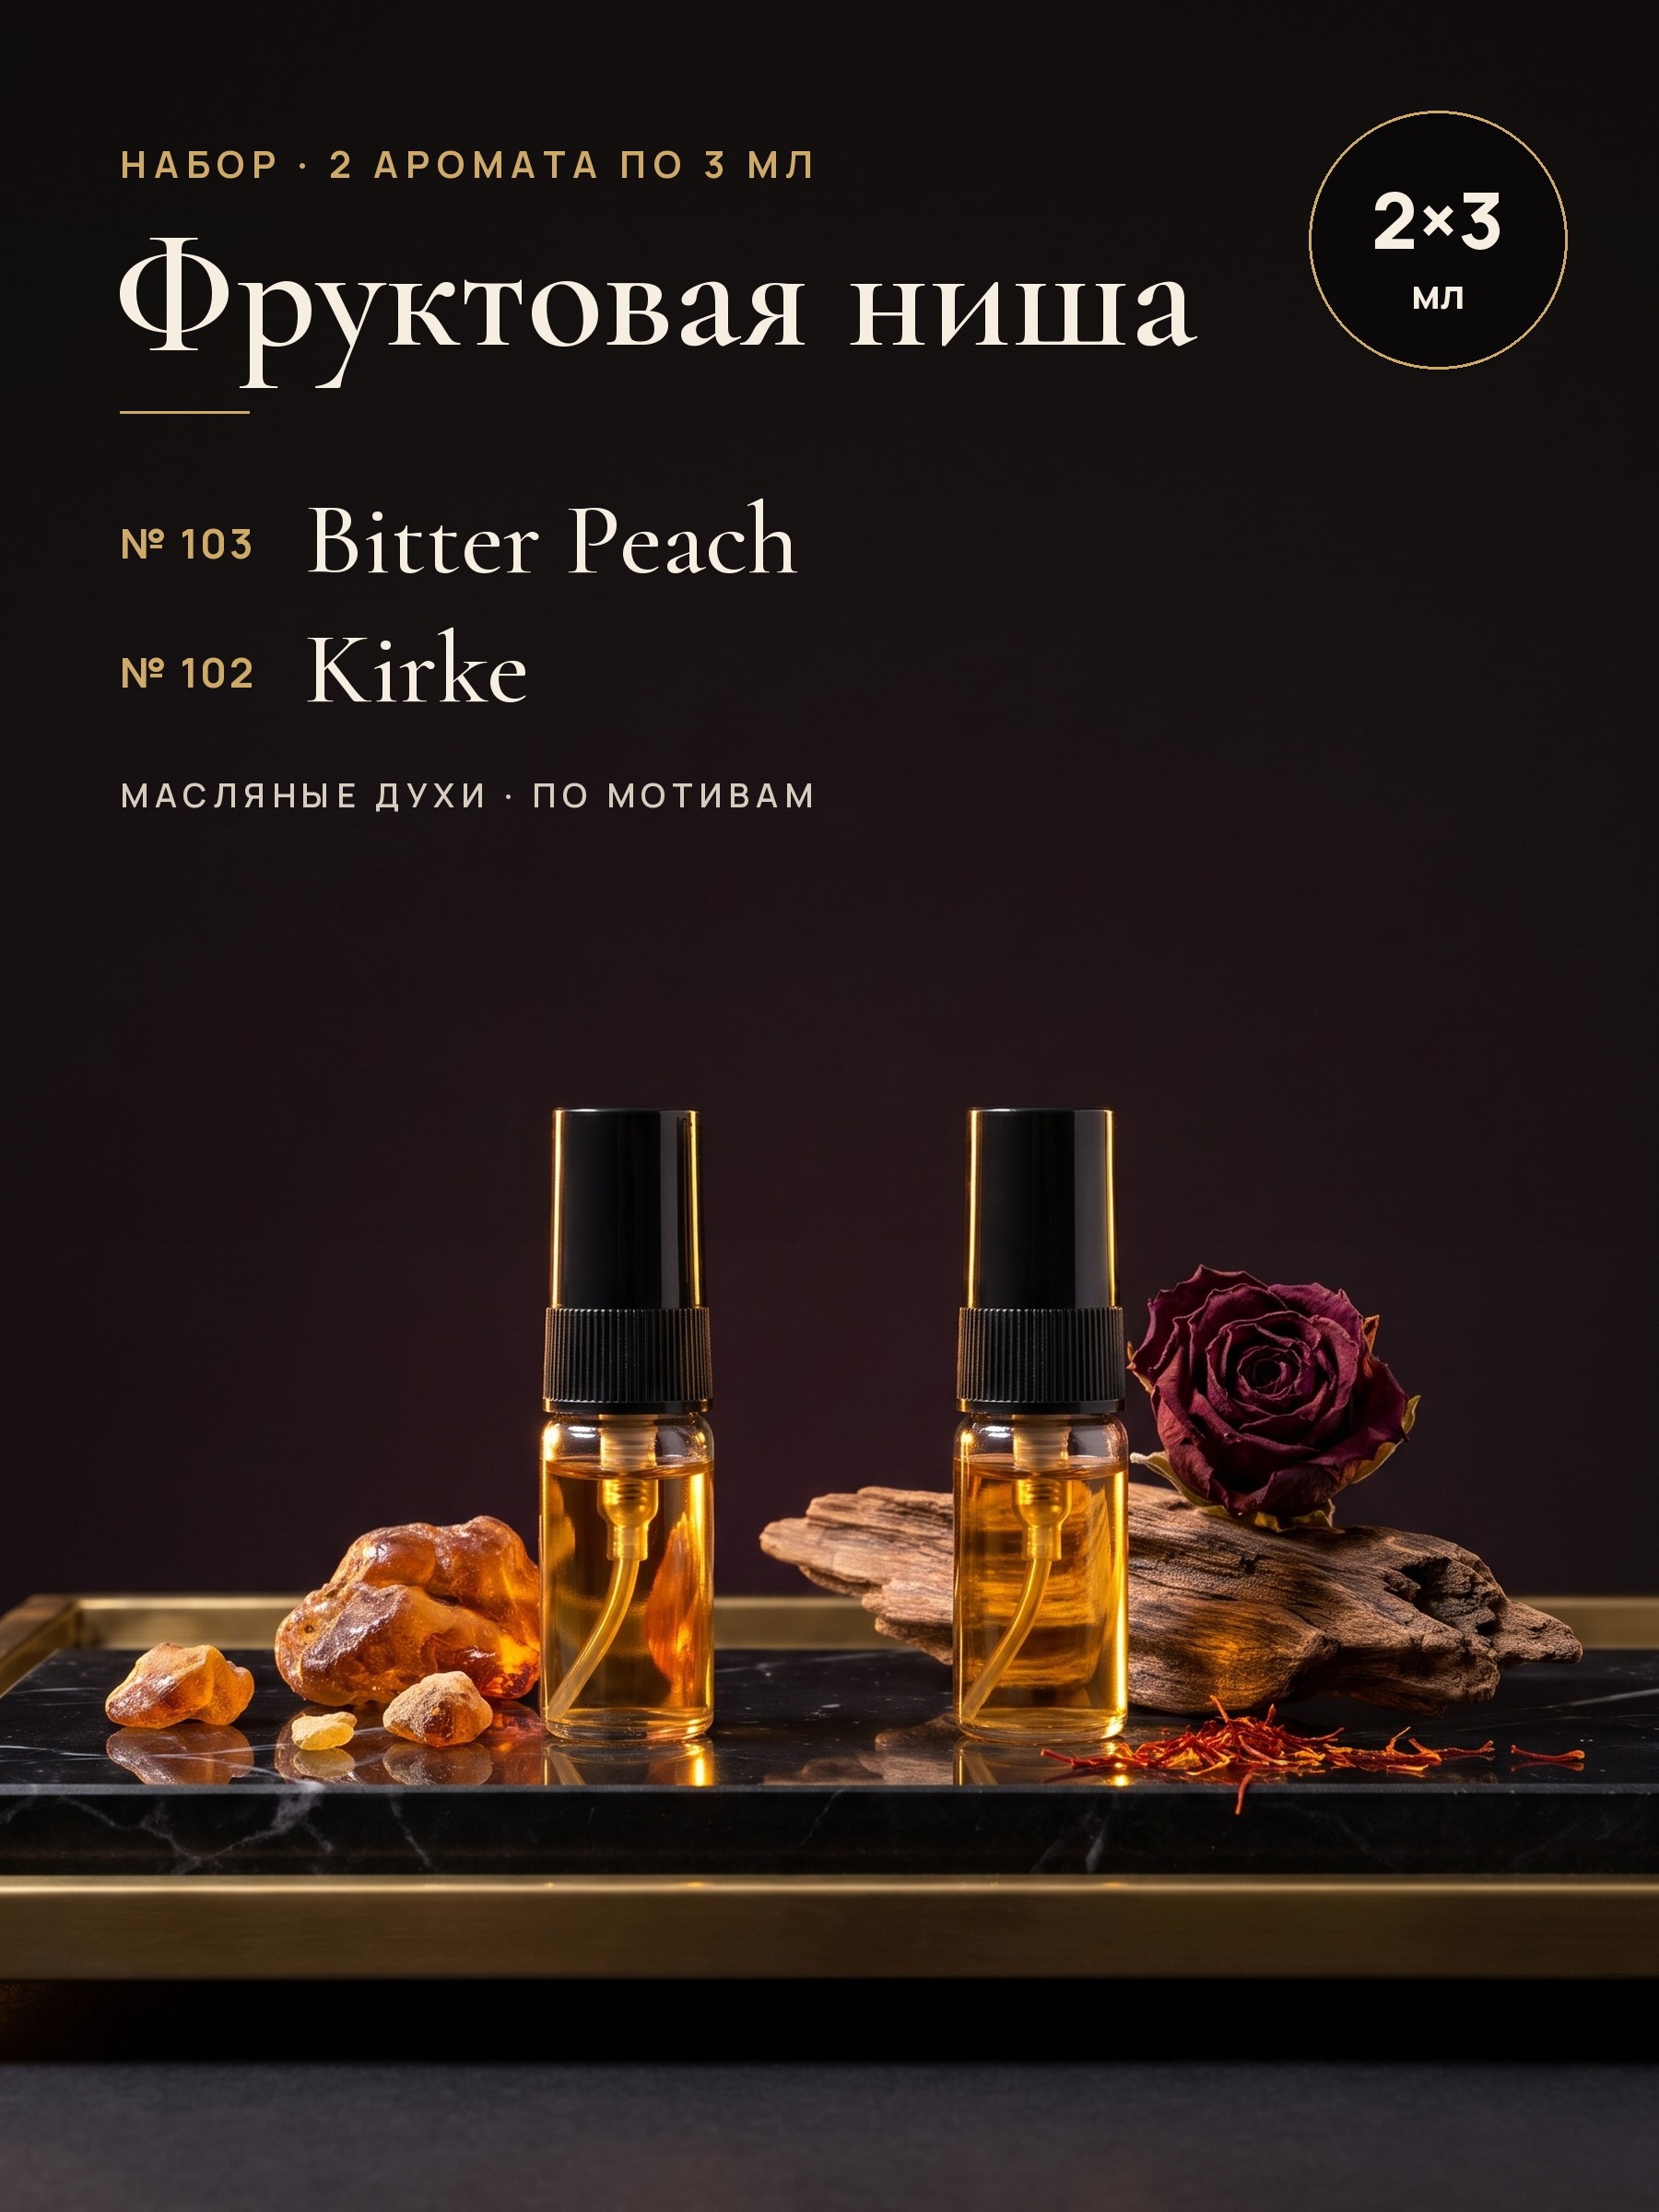 НАБОР · 2 АРОМАТА ПО 3 МЛ
Фруктовая ниша
2×3
мл
№ 103 Bitter Peach
№ 102 Kirke
МАСЛЯНЫЕ ДУХИ · ПО МОТИВАМ